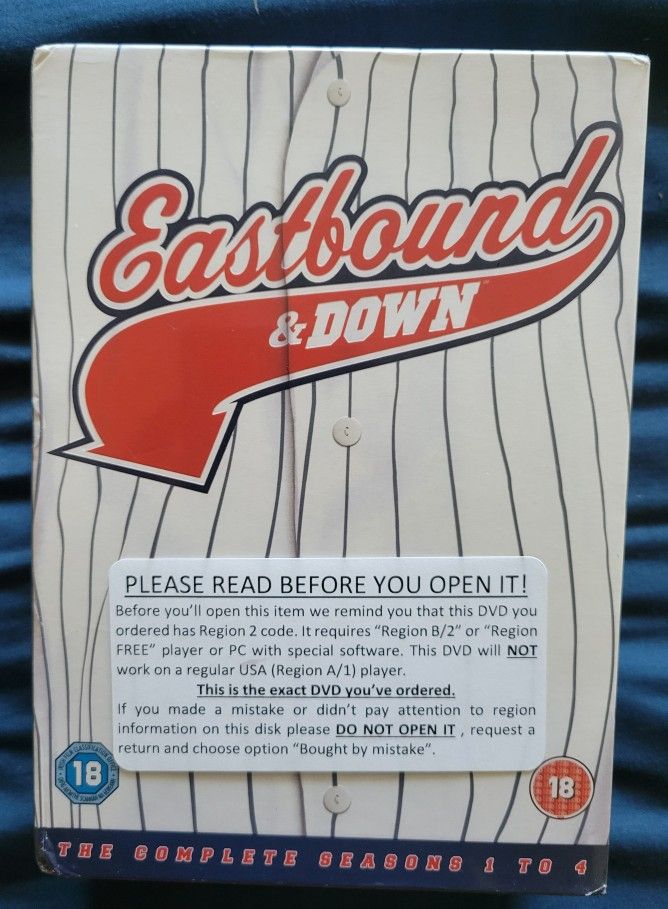 Eastbound
& DOWN™
PLEASE READ BEFORE YOU OPEN IT!
Before you'll open this item we remind you that this DVD you
ordered has Region 2 code. It requires "Region B/2" or "Region
FREE" player or PC with special software. This DVD will NOT
work on a regular USA (Region A/1) player.
This is the exact DVD you've ordered.
If you made a mistake or didn't pay attention to region
information on this disk please DO NOT OPEN IT , request a
return and choose option "Bought by mistake".
18
18
THE COMPLETE SEASONS 1 TO 4